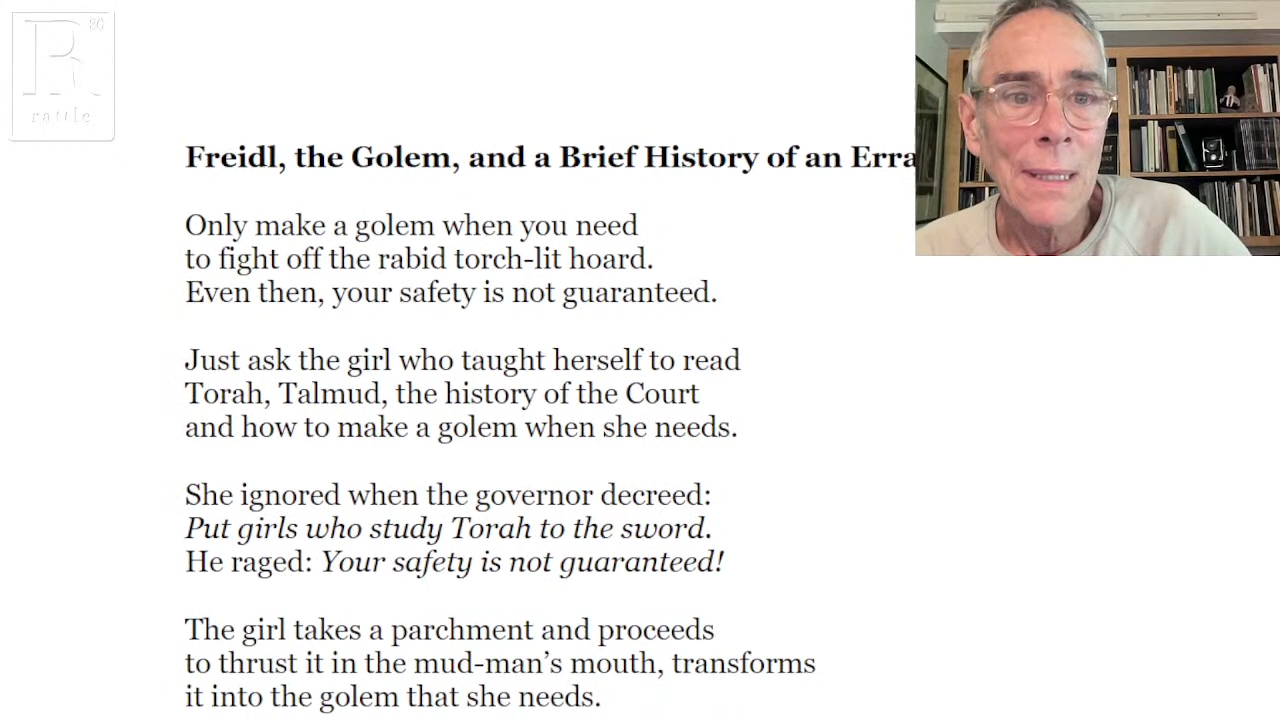 80
R
rattle
Freidl, the Golem, and a Brief History of an Erra
Only make a golem when you need
to fight off the rabid torch-lit hoard.
Even then, your safety is not guaranteed.
Just ask the girl who taught herself to read
Torah, Talmud, the history of the Court
and how to make a golem when she needs.
She ignored when the governor decreed:
Put girls who study Torah to the sword.
He raged: Your safety is not guaranteed!
The girl takes a parchment and proceeds
to thrust it in the mud-man’s mouth, transforms
it into the golem that she needs.